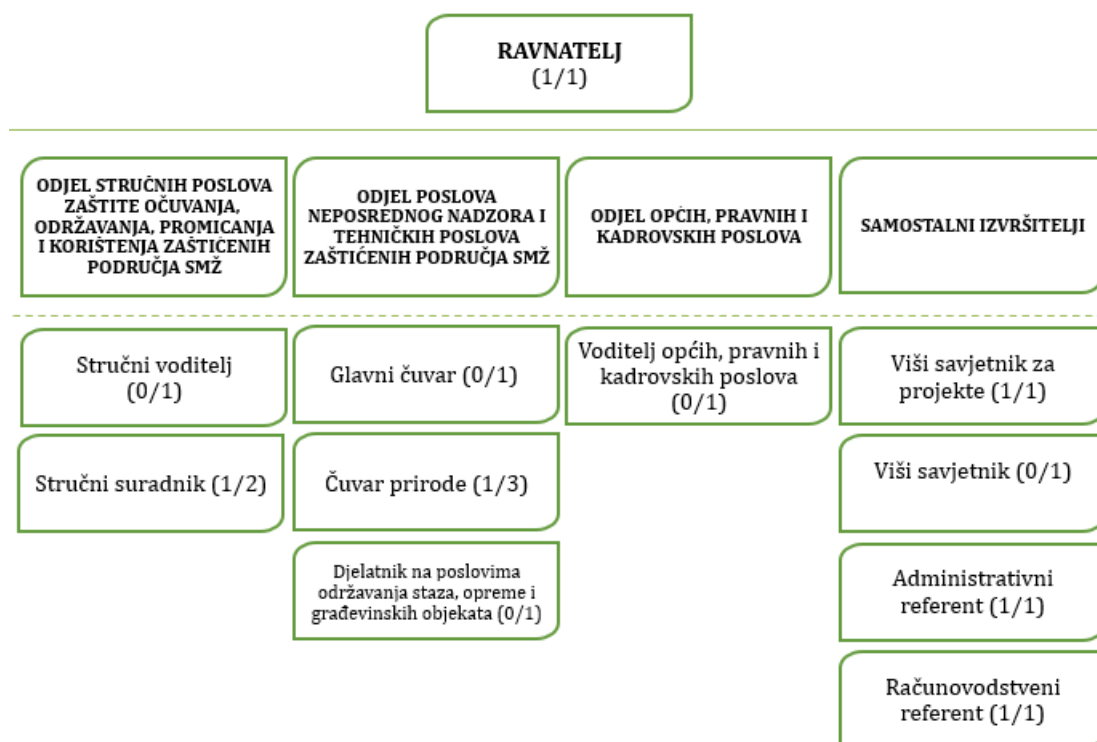 RAVNATELJ
(1/1)
ODJEL STRUČNIH POSLOVA
ZAŠTITE OČUVANJA,
ODRŽAVANJA, PROMICANJA
I KORIŠTENJA ZAŠTIĆENIH
PODRUČJA SMŽ
ODJEL POSLOVA
NEPOSREDNOG NADZORA I
TEHNIČKIH POSLOVA
ZAŠTIĆENIH PODRUČJA SMŽ
ODJEL OPĆIH, PRAVNIH I
KADROVSKIH POSLOVA
SAMOSTALNI IZVRŠITELJI
Stručni voditelj
(0/1)
Stručni suradnik (1/2)
Glavni čuvar (0/1)
Čuvar prirode (1/3)
Djelatnik na poslovima
održavanja staza, opreme i
građevinskih objekata (0/1)
Voditelj općih, pravnih i
kadrovskih poslova
(0/1)
Viši savjetnik za
projekte (1/1)
Viši savjetnik (0/1)
Administrativni
referent (1/1)
Računovodstveni
referent (1/1)